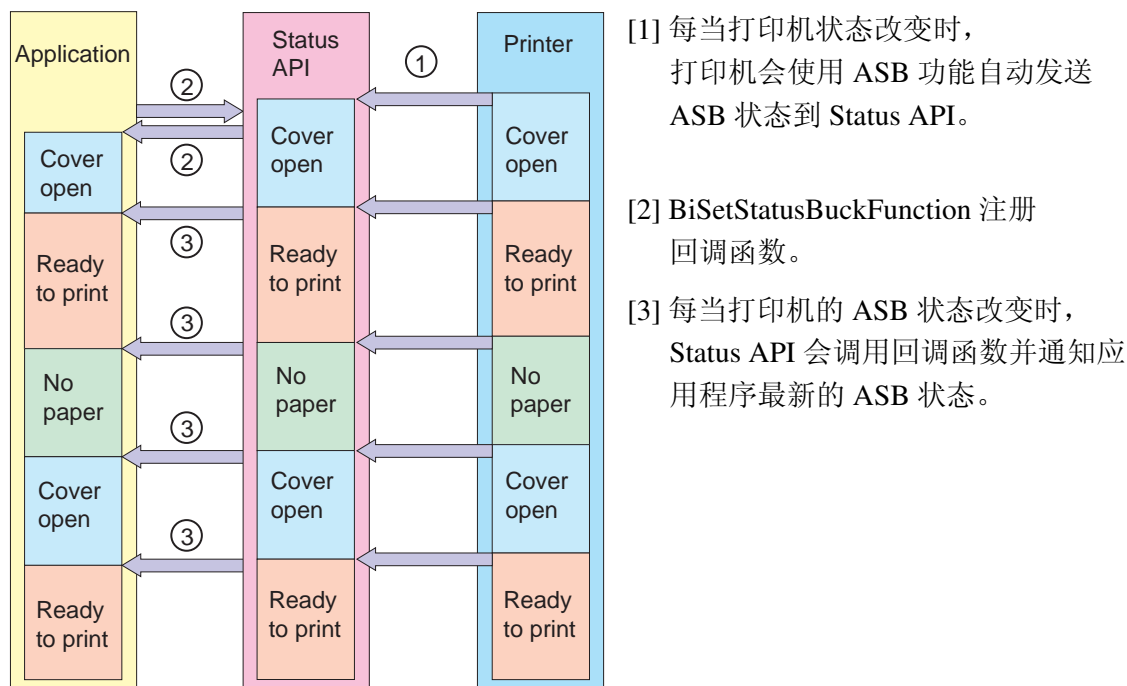 Application
Status
API
Printer
①
②
②
Cover
open
Cover
open
Cover
open
③
Ready
to print
Ready
to print
Ready
to print
③
No
paper
No
paper
No
paper
③
Cover
open
Cover
open
Cover
open
③
Ready
to print
Ready
to print
Ready
to print
[1] 每当打印机状态改变时，
打印机会使用 ASB 功能自动发送
ASB 状态到 Status API。
[2] BiSetStatusBuckFunction 注册
回调函数。
[3] 每当打印机的 ASB 状态改变时，
Status API 会调用回调函数并通知应
用程序最新的 ASB 状态。